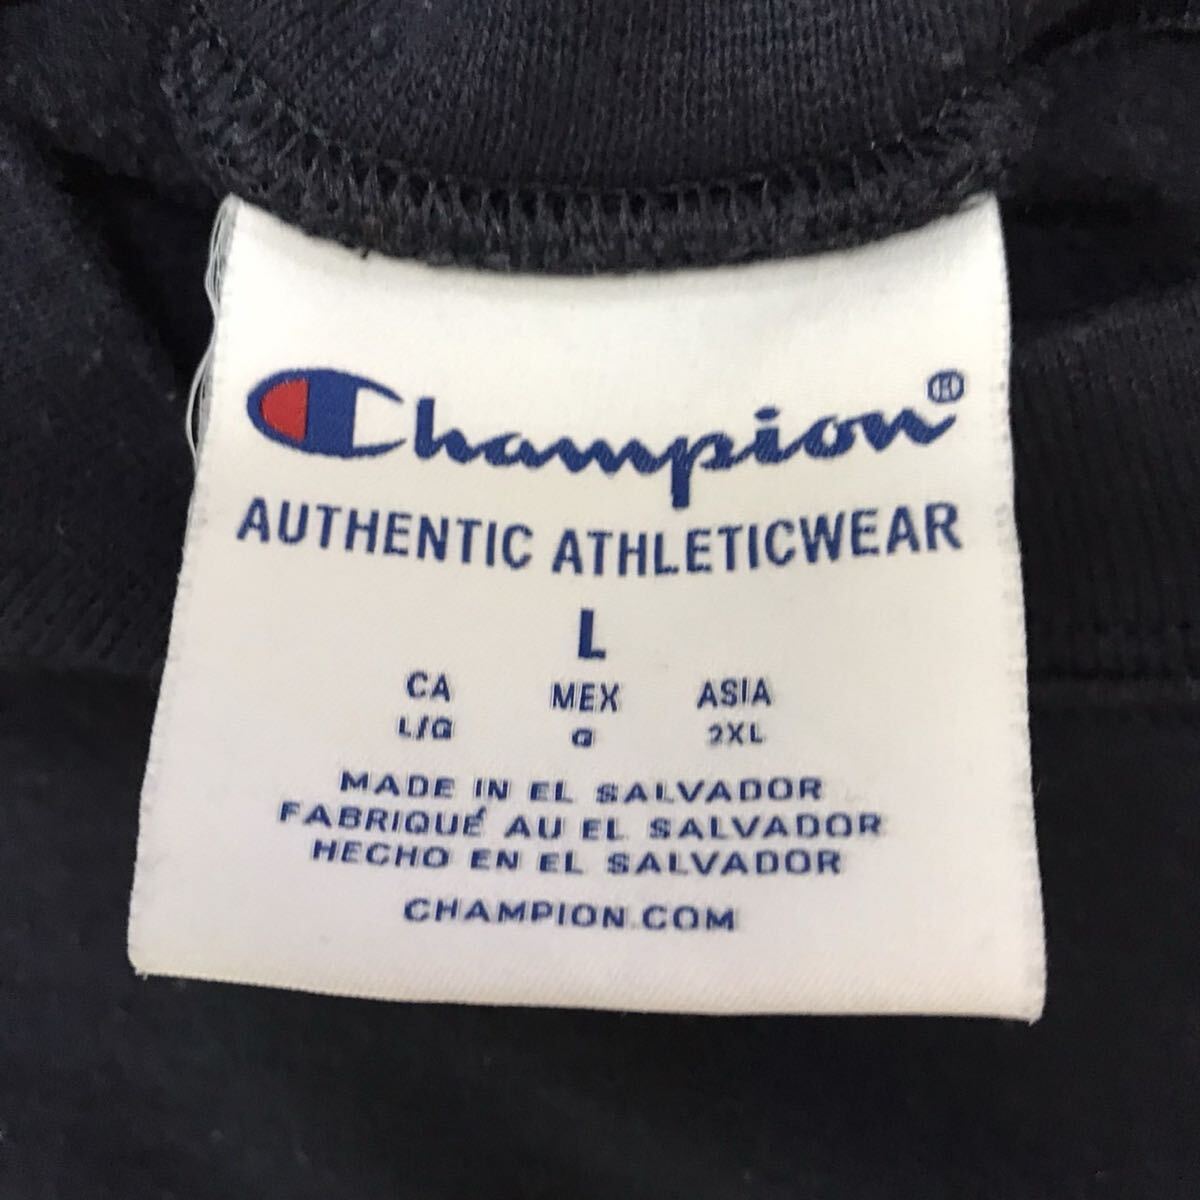 Champion®
AUTHENTIC ATHLETICWEAR
L
CA MEX ASIA
L/G G 2XL
MADE IN EL SALVADOR
FABRIQUÉ AU EL SALVADOR
HECHO EN EL SALVADOR
CHAMPION.COM